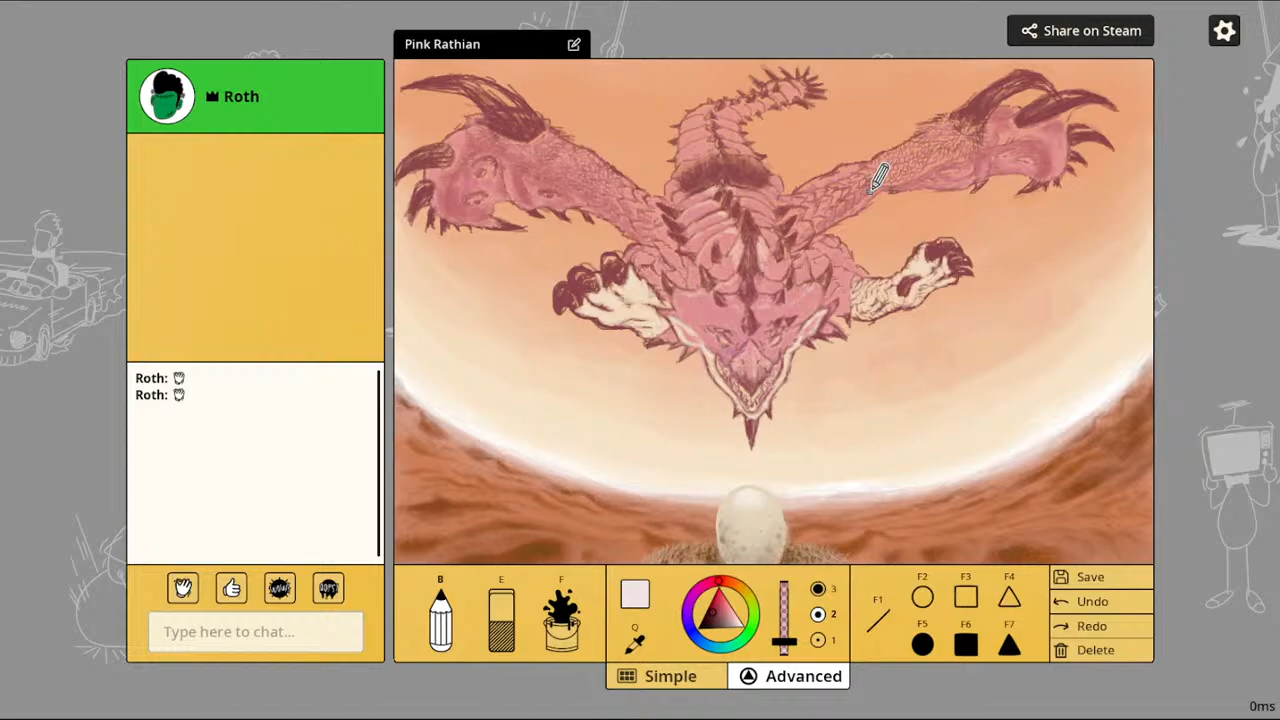 Share on Steam
Pink Rathian
Roth
Roth:
Roth:
Type here to chat...
B
E
F
Q
3
2
1
F1
F2
F3
F4
F5
F6
F7
Save
Undo
Redo
Delete
Simple
Advanced
0ms